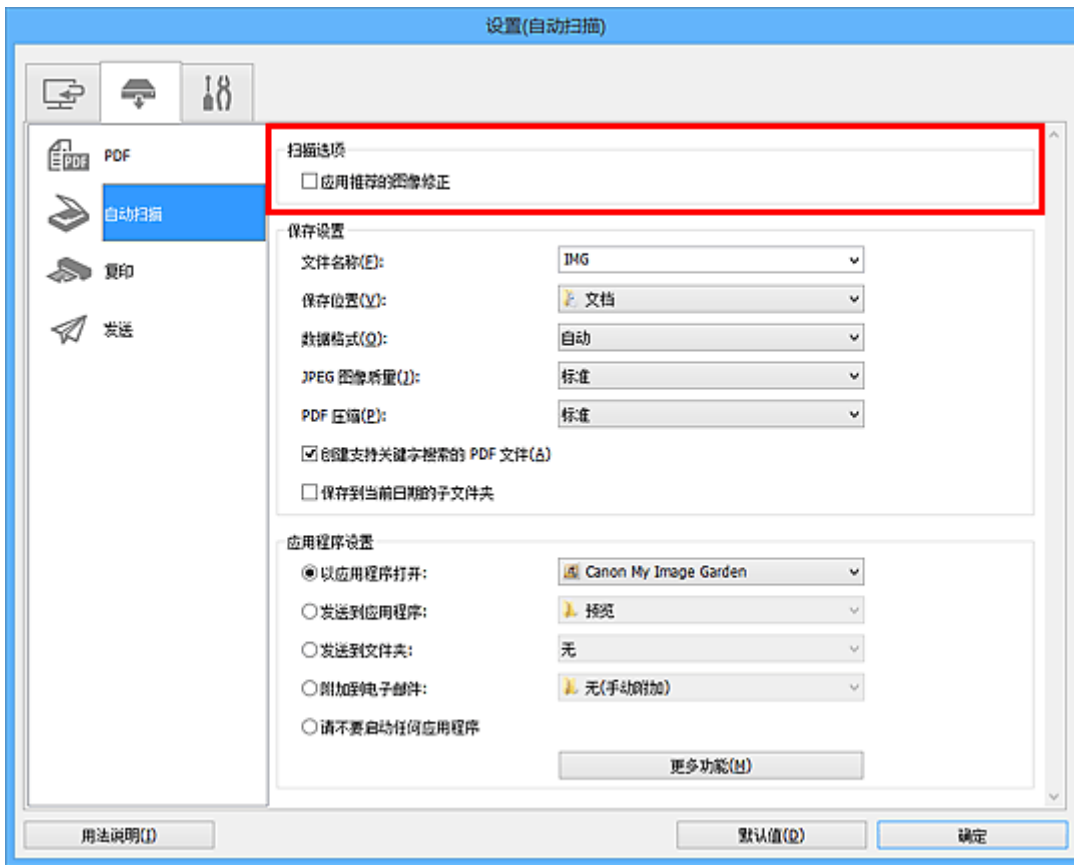 设置(自动扫描)
PDF
自动扫描
复印
发送
扫描选项
应用推荐的图像修正
保存设置
文件名称(F): IMG
保存位置(V): 文档
数据格式(O): 自动
JPEG 图像质量(J): 标准
PDF 压缩(P): 标准
创建支持关键字搜索的 PDF 文件(A)
保存到当前日期的子文件夹
应用程序设置
以应用程序打开: Canon My Image Garden
发送到应用程序: 预览
发送到文件夹: 无
附加到电子邮件: 无(手动附加)
请不要启动任何应用程序
更多功能(M)
用法说明(I) 默认值(D) 确定